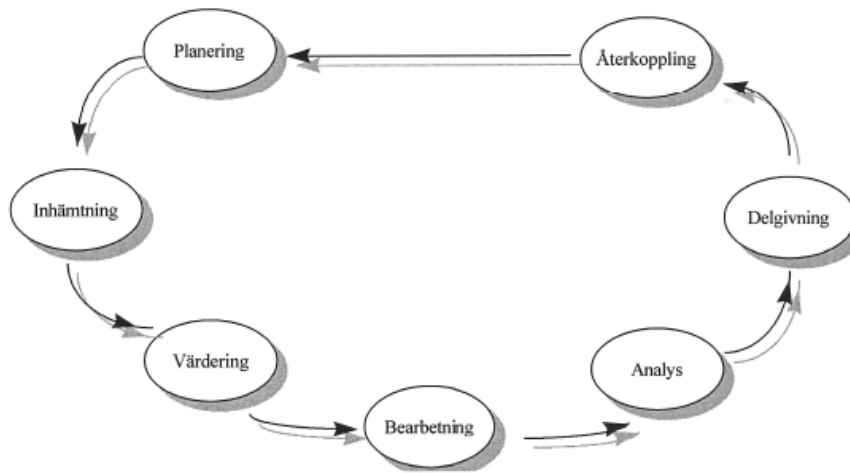 Planering
Återkoppling
Inhämtning
Delgivning
Värdering
Analys
Bearbetning